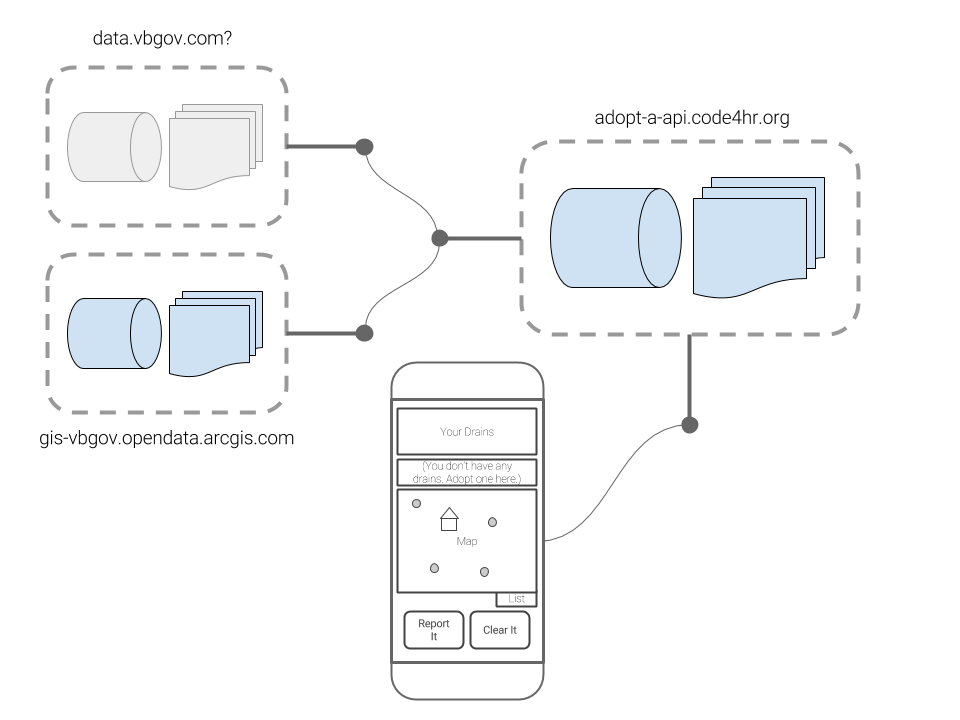 data.vbgov.com?
adopt-a-api.code4hr.org
gis-vbgov.opendata.arcgis.com
Your Drains
(You don't have any
drains. Adopt one here.)
Map
List
Report
It
Clear It